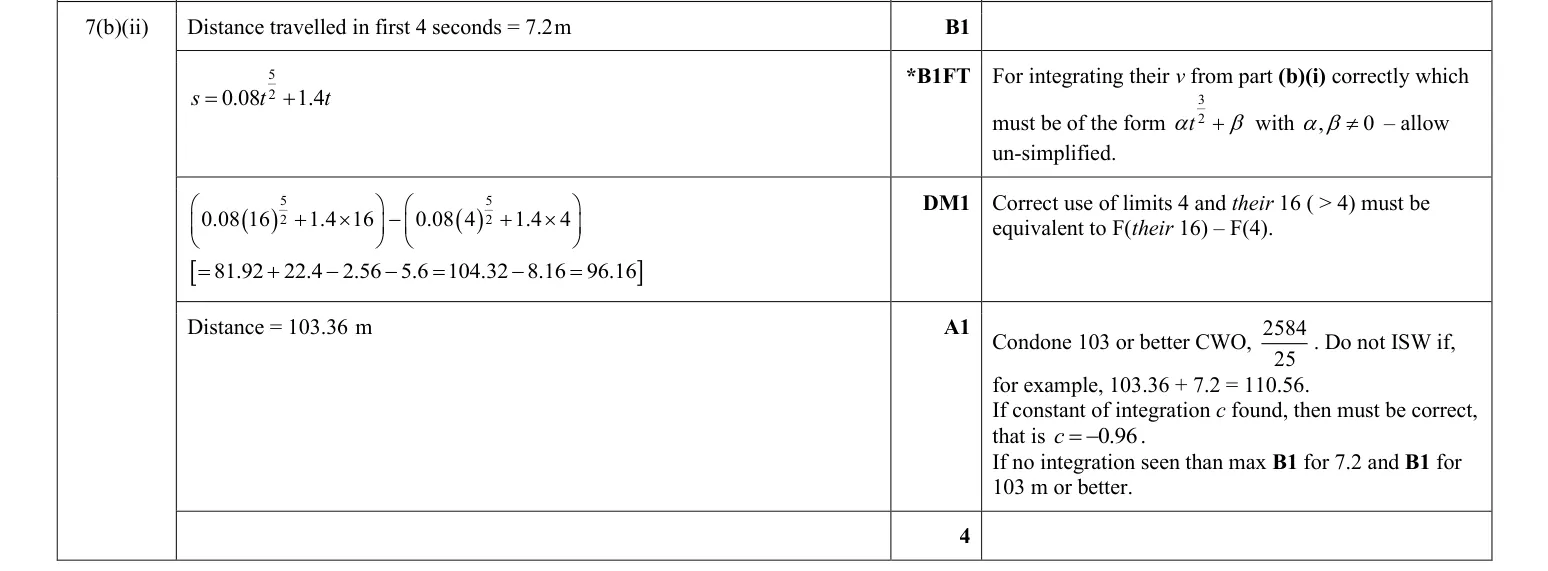 7(b)(ii) Distance travelled in first 4 seconds = 7.2 m B1
s = 0.08t^(5/2) + 1.4t *B1FT For integrating their v from part (b)(i) correctly which
must be of the form αt^(3/2) + β with α, β ≠ 0 – allow
un-simplified.
(0.08(16)^(5/2) + 1.4 × 16) − (0.08(4)^(5/2) + 1.4 × 4) DM1 Correct use of limits 4 and their 16 ( > 4) must be
equivalent to F(their 16) – F(4).
[= 81.92 + 22.4 − 2.56 − 5.6 = 104.32 − 8.16 = 96.16]
Distance = 103.36 m A1 Condone 103 or better CWO, 2584/25 . Do not ISW if,
for example, 103.36 + 7.2 = 110.56.
If constant of integration c found, then must be correct,
that is c = −0.96 .
If no integration seen than max B1 for 7.2 and B1 for
103 m or better.
4